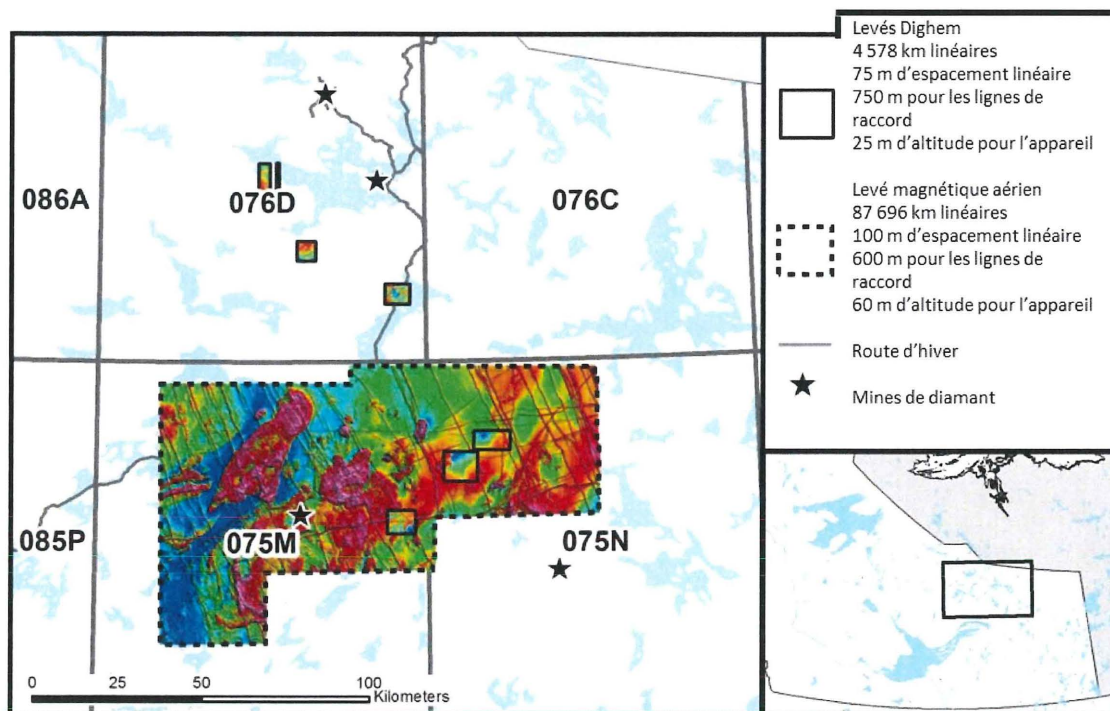 086A
076D
076C
085P
075M
075N
0
25
50
100
Kilometers
Levés Dighem
4 578 km linéaires
75 m d'espacement linéaire
750 m pour les lignes de
raccord
25 m d'altitude pour l'appareil
Levé magnétique aérien
87 696 km linéaires
100 m d'espacement linéaire
600 m pour les lignes de
raccord
60 m d'altitude pour l'appareil
Route d'hiver
Mines de diamant